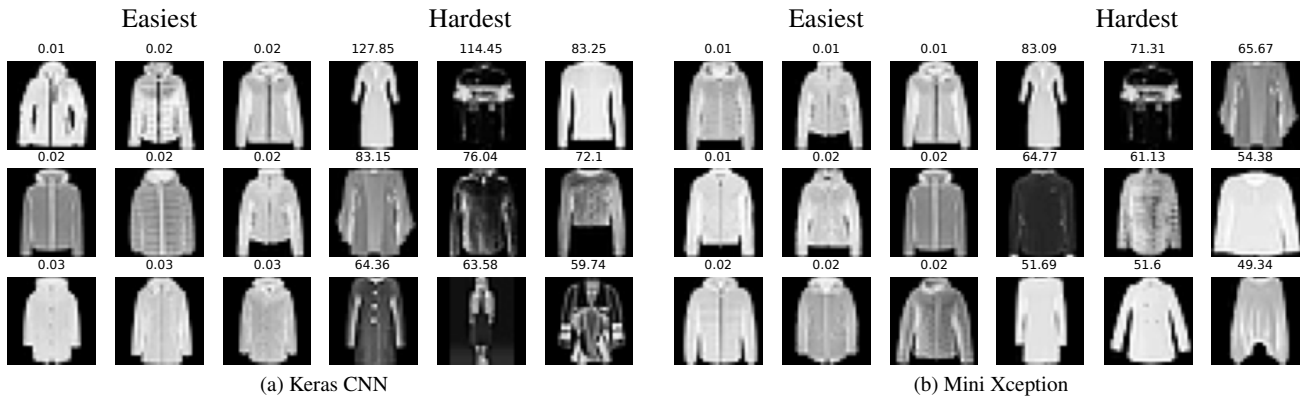 Easiest Hardest Easiest Hardest
0.01 0.02 0.02 127.85 114.45 83.25 0.01 0.01 0.01 83.09 71.31 65.67
0.02 0.02 0.02 83.15 76.04 72.1 0.01 0.02 0.02 64.77 61.13 54.38
0.03 0.03 0.03 64.36 63.58 59.74 0.02 0.02 0.02 51.69 51.6 49.34
(a) Keras CNN (b) Mini Xception